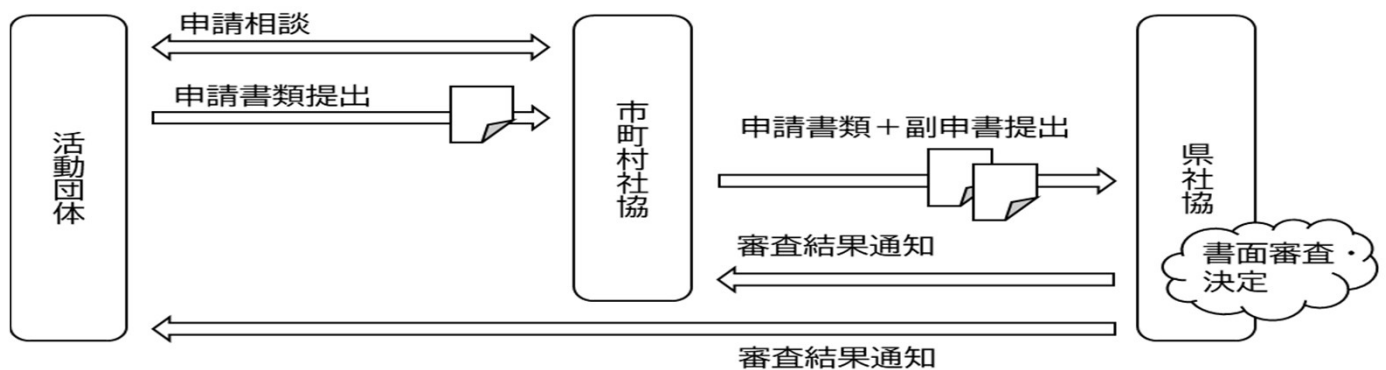 申請相談
申請書類提出
活動団体
市町村社協
申請書類＋副申書提出
県社協
書面審査・
決定
審査結果通知
審査結果通知